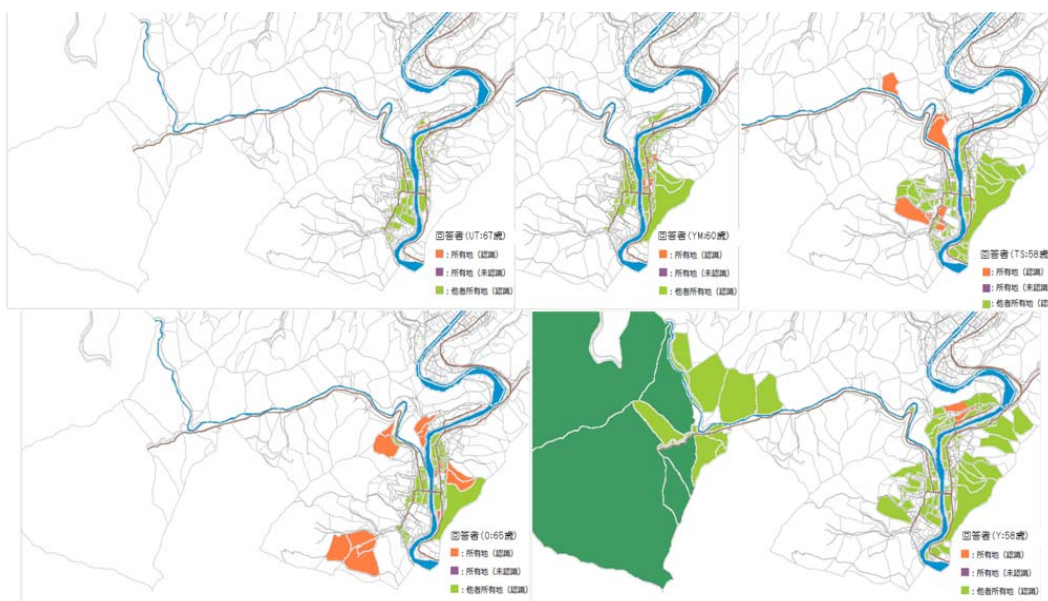 回答者(UT:67歳)
：所有地（認識）
：所有地（未認識）
：他者所有地（認識）
回答者(YM:60歳)
：所有地（認識）
：所有地（未認識）
：他者所有地（認識）
回答者(TS:58歳
：所有地（認識）
：所有地（未認識）
：他者所有地（認
回答者(O:65歳)
：所有地（認識）
：所有地（未認識）
：他者所有地（認識）
回答者(Y:58歳)
：所有地（認識）
：所有地（未認識）
：他者所有地（認識）